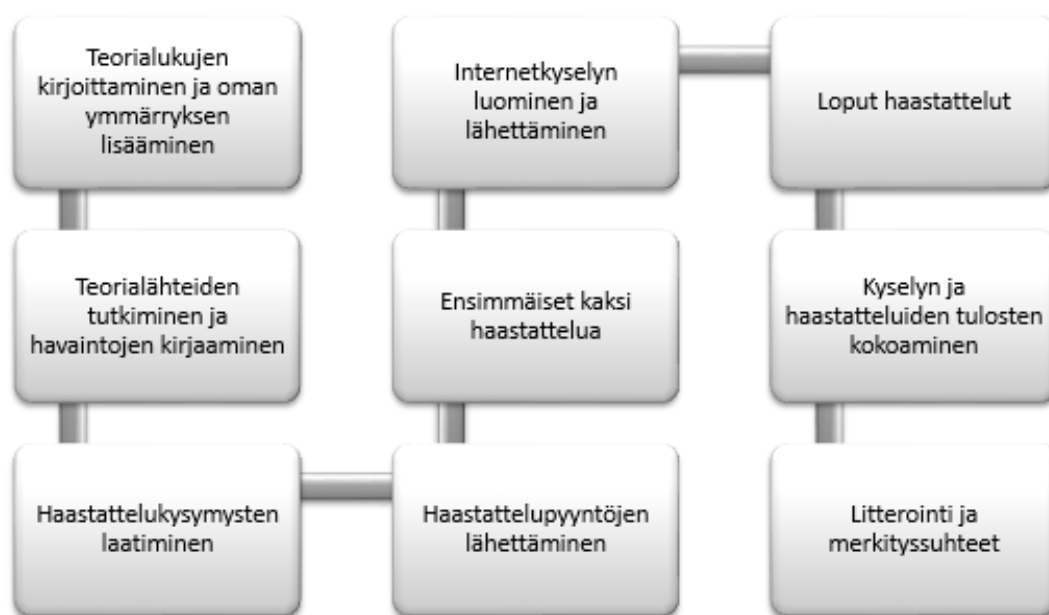 Teorialukujen
kirjoittaminen ja oman
ymmärryksen
lisääminen
Teorialähteiden
tutkiminen ja
havaintojen kirjaaminen
Haastattelukysymysten
laatiminen
Haastattelupyyntöjen
lähettäminen
Ensimmäiset kaksi
haastattelua
Internetkyselyn
luominen ja
lähettäminen
Loput haastattelut
Kyselyn ja
haastatteluiden tulosten
kokoaminen
Litterointi ja
merkityssuhteet